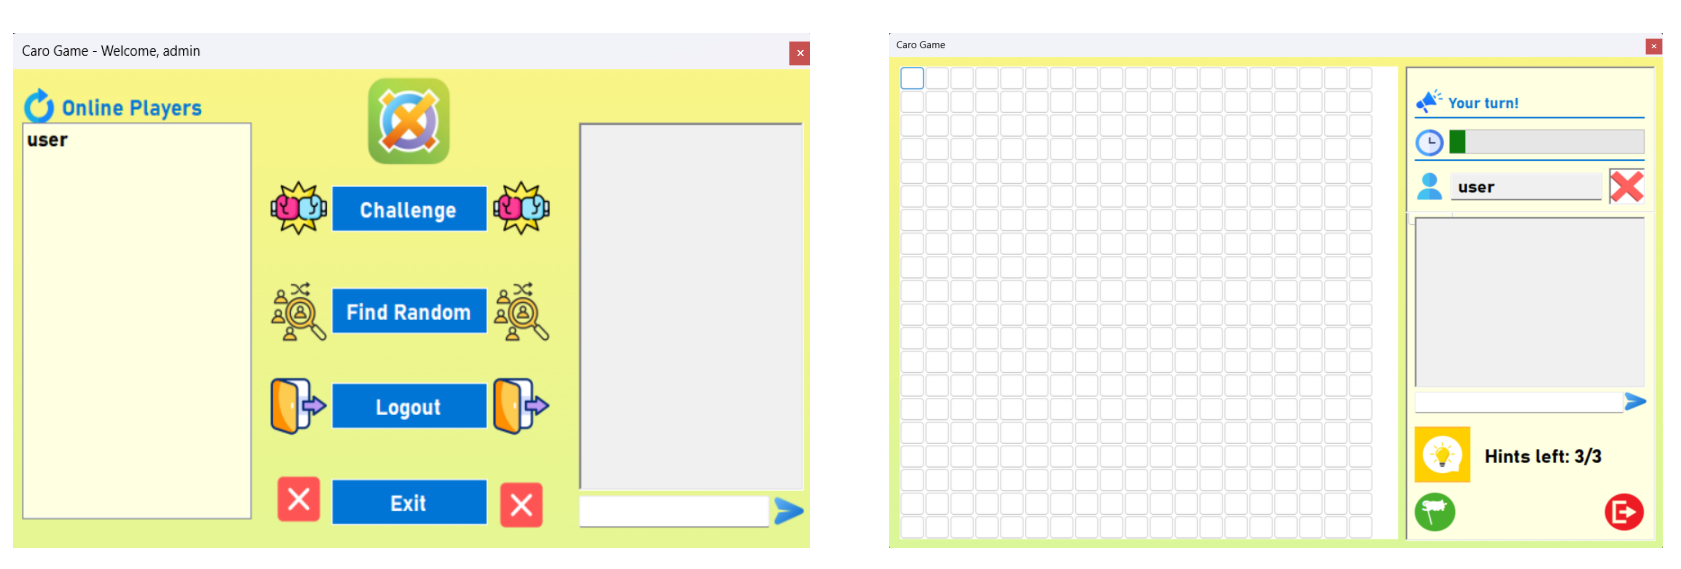 Caro Game - Welcome, admin
Online Players
user
Challenge
Find Random
Logout
Exit
Caro Game
Your turn!
user
Hints left: 3/3